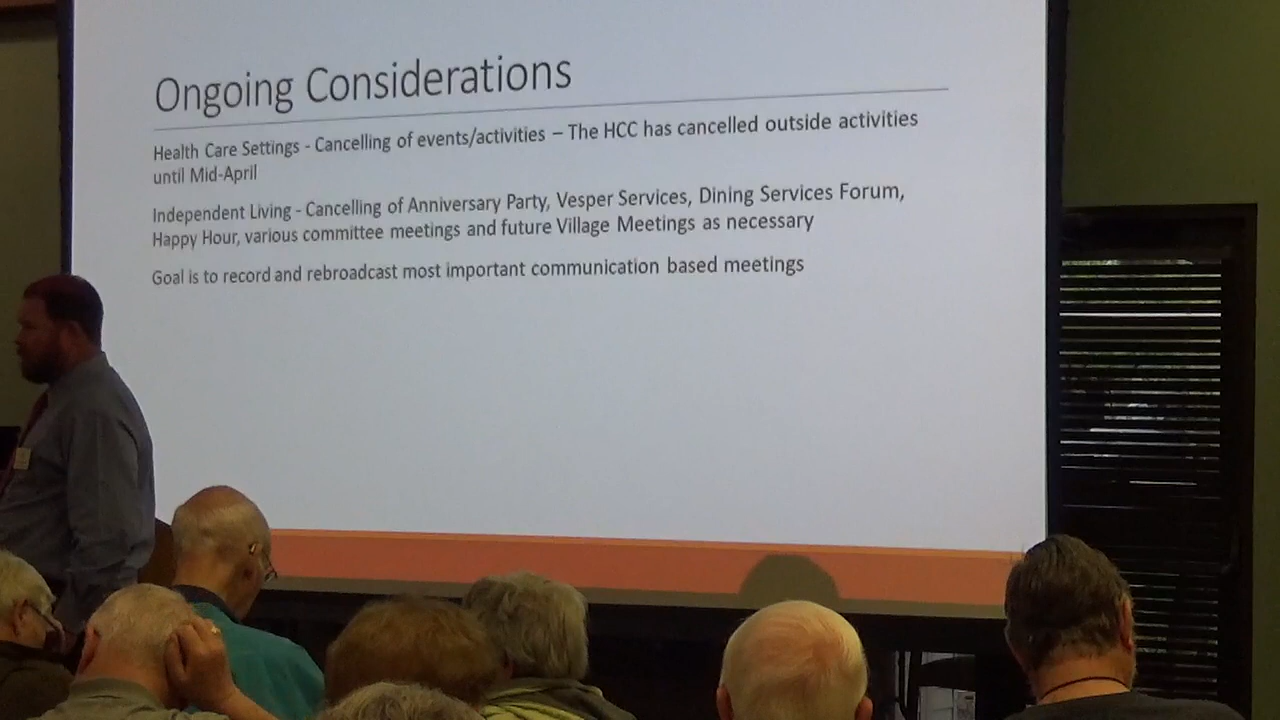 Ongoing Considerations
Health Care Settings - Cancelling of events/activities – The HCC has cancelled outside activities
until Mid-April
Independent Living - Cancelling of Anniversary Party, Vesper Services, Dining Services Forum,
Happy Hour, various committee meetings and future Village Meetings as necessary
Goal is to record and rebroadcast most important communication based meetings